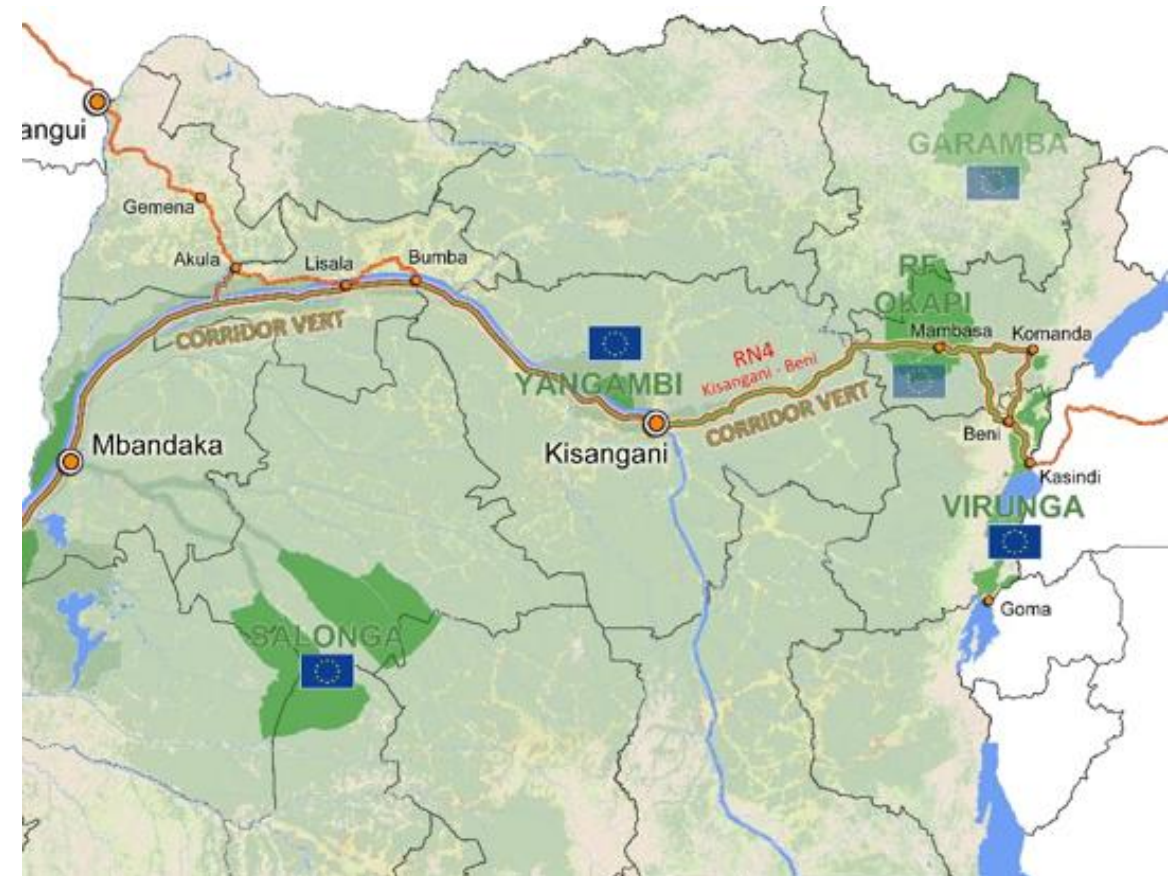 angui
GARAMBA
Gemena
Akula
Lisala
Bumba
RF
OKAPI
CORRIDOR VERT
Mambasa
Komanda
RN4
Kisangani - Beni
YANGAMBI
CORRIDOR VERT
Beni
Mbandaka
Kisangani
Kasindi
VIRUNGA
Goma
SALONGA